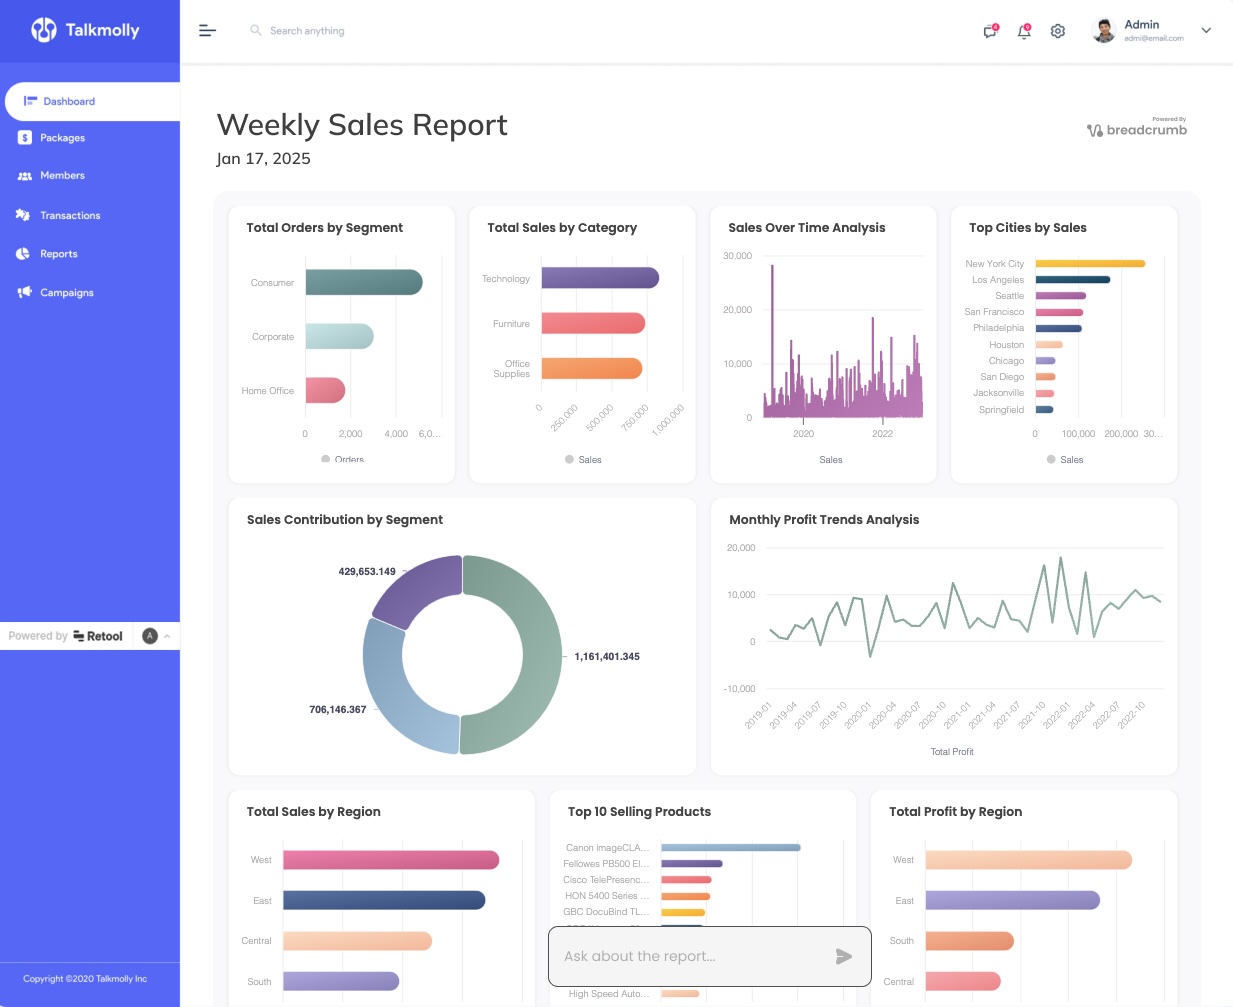 Talkmolly
Search anything
4
9
Admin
admi@email.com
Dashboard
Packages
Members
Transactions
Reports
Campaigns
Powered by Retool
A
Copyright ©2020 Talkmolly Inc
Weekly Sales Report
Jan 17, 2025
Powered By
breadcrumb
Total Orders by Segment
Consumer
Corporate
Home Office
0 2,000 4,000 6,0...
Orders
Total Sales by Category
Technology
Furniture
Office
Supplies
0 250,000 500,000 750,000 1,000,000
Sales
Sales Over Time Analysis
30,000
20,000
10,000
0
2020 2022
Sales
Top Cities by Sales
New York City
Los Angeles
Seattle
San Francisco
Philadelphia
Houston
Chicago
San Diego
Jacksonville
Springfield
0 100,000 200,000 30...
Sales
Sales Contribution by Segment
429,653.149
1,161,401.345
706,146.367
Monthly Profit Trends Analysis
20,000
10,000
0
-10,000
2019-01 2019-04 2019-07 2019-10 2020-01 2020-04 2020-07 2020-10 2021-01 2021-04 2021-07 2021-10 2022-01 2022-04 2022-07 2022-10
Total Profit
Total Sales by Region
West
East
Central
South
Top 10 Selling Products
Canon imageCLA...
Fellowes PB500 El...
Cisco TelePresenc...
HON 5400 Series ...
GBC DocuBind TL...
High Speed Auto...
Ask about the report...
Total Profit by Region
West
East
South
Central